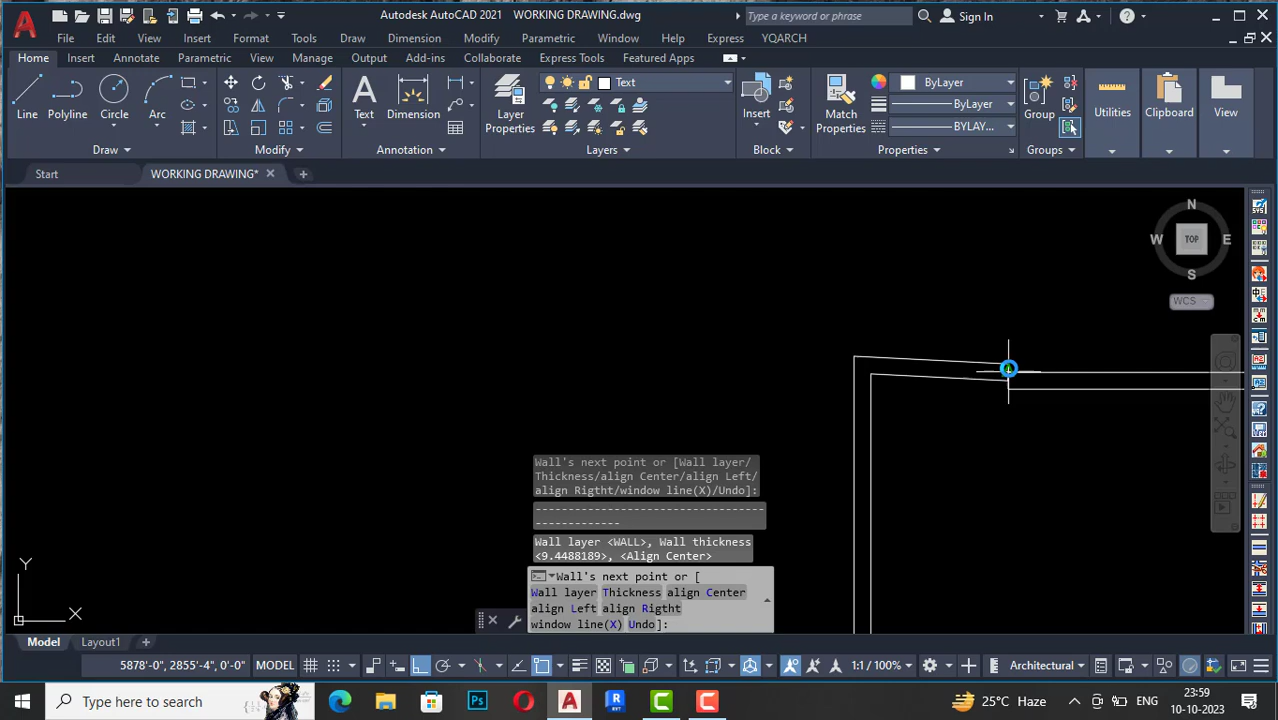 Autodesk AutoCAD 2021 WORKING DRAWING.dwg Type a keyword or phrase Sign In
File Edit View Insert Format Tools Draw Dimension Modify Parametric Window Help Express YQARCH
Home Insert Annotate Parametric View Manage Output Add-ins Collaborate Express Tools Featured Apps
Line Polyline Circle Arc Text Dimension Layer Properties Text Insert Match Properties ByLayer Group Utilities Clipboard View
ByLayer
BYLAY...
Draw Modify Annotation Layers Block Properties Groups
Start WORKING DRAWING*
N
W TOP E
S
WCS
Wall's next point or [Wall layer/
Thickness/align Center/align Left/
align Rigtht/window line(X)/Undo]:
-----------------------------------
-------------
Wall layer <WALL>, Wall thickness
<9.4488189>, <Align Center>
Wall's next point or [
Wall layer Thickness align Center
align Left align Rigtht
window line(X) Undo]:
Y
X
Model Layout1
5878'-0", 2855'-4", 0'-0" MODEL 1:1 / 100% Architectural
Type here to search 25°C Haze ENG 23:59
10-10-2023